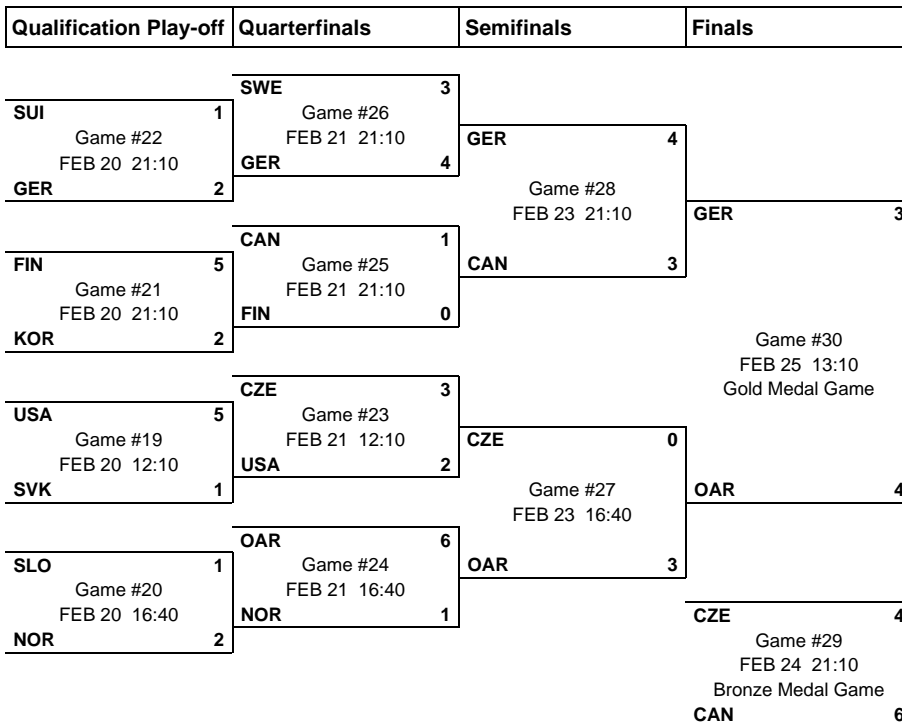 Qualification Play-off Quarterfinals Semifinals Finals
SUI 1
Game #22
FEB 20 21:10
GER 2
FIN 5
Game #21
FEB 20 21:10
KOR 2
USA 5
Game #19
FEB 20 12:10
SVK 1
SLO 1
Game #20
FEB 20 16:40
NOR 2
SWE 3
Game #26
FEB 21 21:10
GER 4
CAN 1
Game #25
FEB 21 21:10
FIN 0
CZE 3
Game #23
FEB 21 12:10
USA 2
OAR 6
Game #24
FEB 21 16:40
NOR 1
GER 4
Game #28
FEB 23 21:10
CAN 3
CZE 0
Game #27
FEB 23 16:40
OAR 3
GER 3
Game #30
FEB 25 13:10
Gold Medal Game
OAR 4
CZE 4
Game #29
FEB 24 21:10
Bronze Medal Game
CAN 6